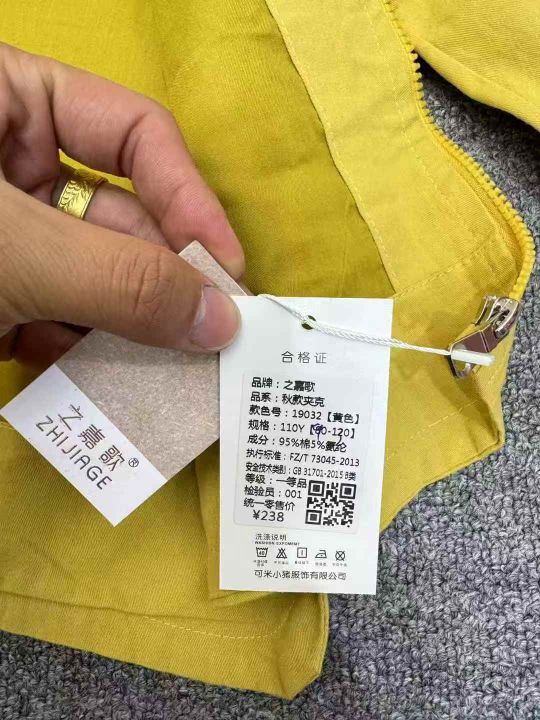 之嘉歌®
ZHIJIAGE
合格证
品牌：之嘉歌
品系：秋款夹克
款色号：19032【黄色】
规格：110Y【90-120】
成分：95%棉5%氨纶
执行标准：FZ/T 73045-2013
安全技术类别：GB 31701-2015 B类
等级：一等品
检验员：001
统一零售价
¥238
洗涤说明
WASHING EXPOMENT
可米小猪服饰有限公司